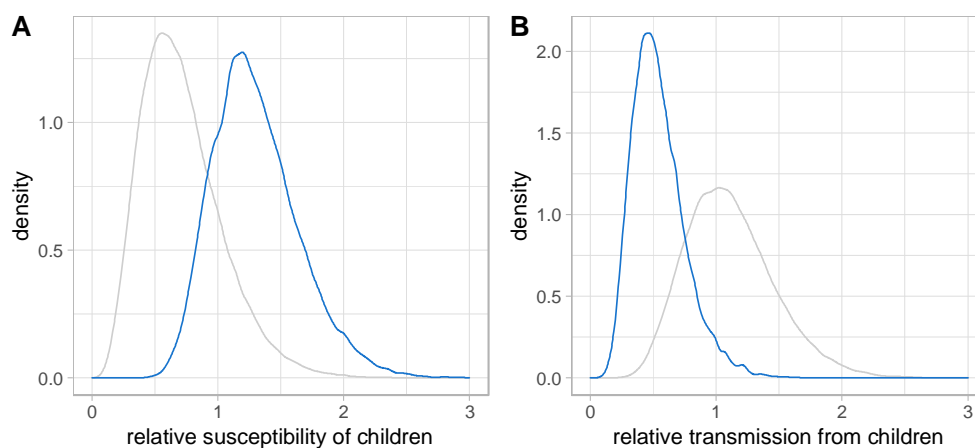 A
density
1.0
0.5
0.0
0
1
2
3
relative susceptibility of children
B
density
2.0
1.5
1.0
0.5
0.0
0
1
2
3
relative transmission from children